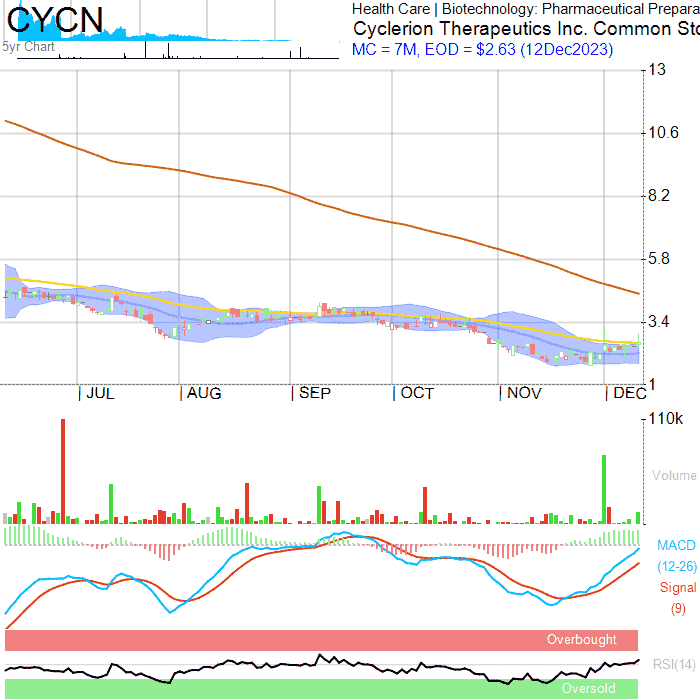 CYCN
5yr Chart
Health Care | Biotechnology: Pharmaceutical Prepara
Cyclerion Therapeutics Inc. Common Sto
MC = 7M, EOD = $2.63 (12Dec2023)
13
10.6
8.2
5.8
3.4
1
JUL
AUG
SEP
OCT
NOV
DEC
110k
Volume
MACD
(12-26)
Signal
(9)
Overbought
RSI(14)
Oversold